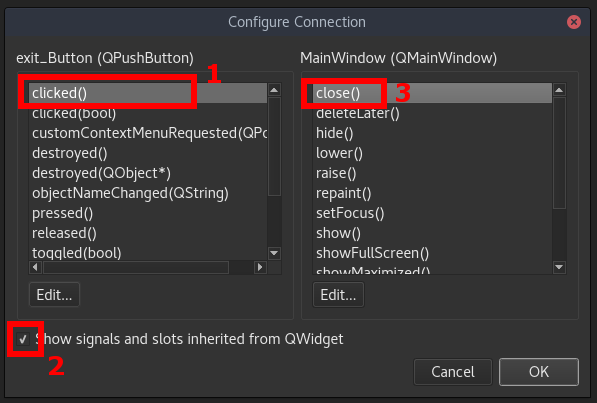 Configure Connection
exit_Button (QPushButton)
MainWindow (QMainWindow)
1
clicked()
clicked(bool)
customContextMenuRequested(QPo
destroyed()
destroyed(QObject*)
objectNameChanged(QString)
pressed()
released()
toggled(bool)
3
close()
deleteLater()
hide()
lower()
raise()
repaint()
setFocus()
show()
showFullScreen()
showMaximized()
Edit...
Edit...
Show signals and slots inherited from QWidget
2
Cancel
OK